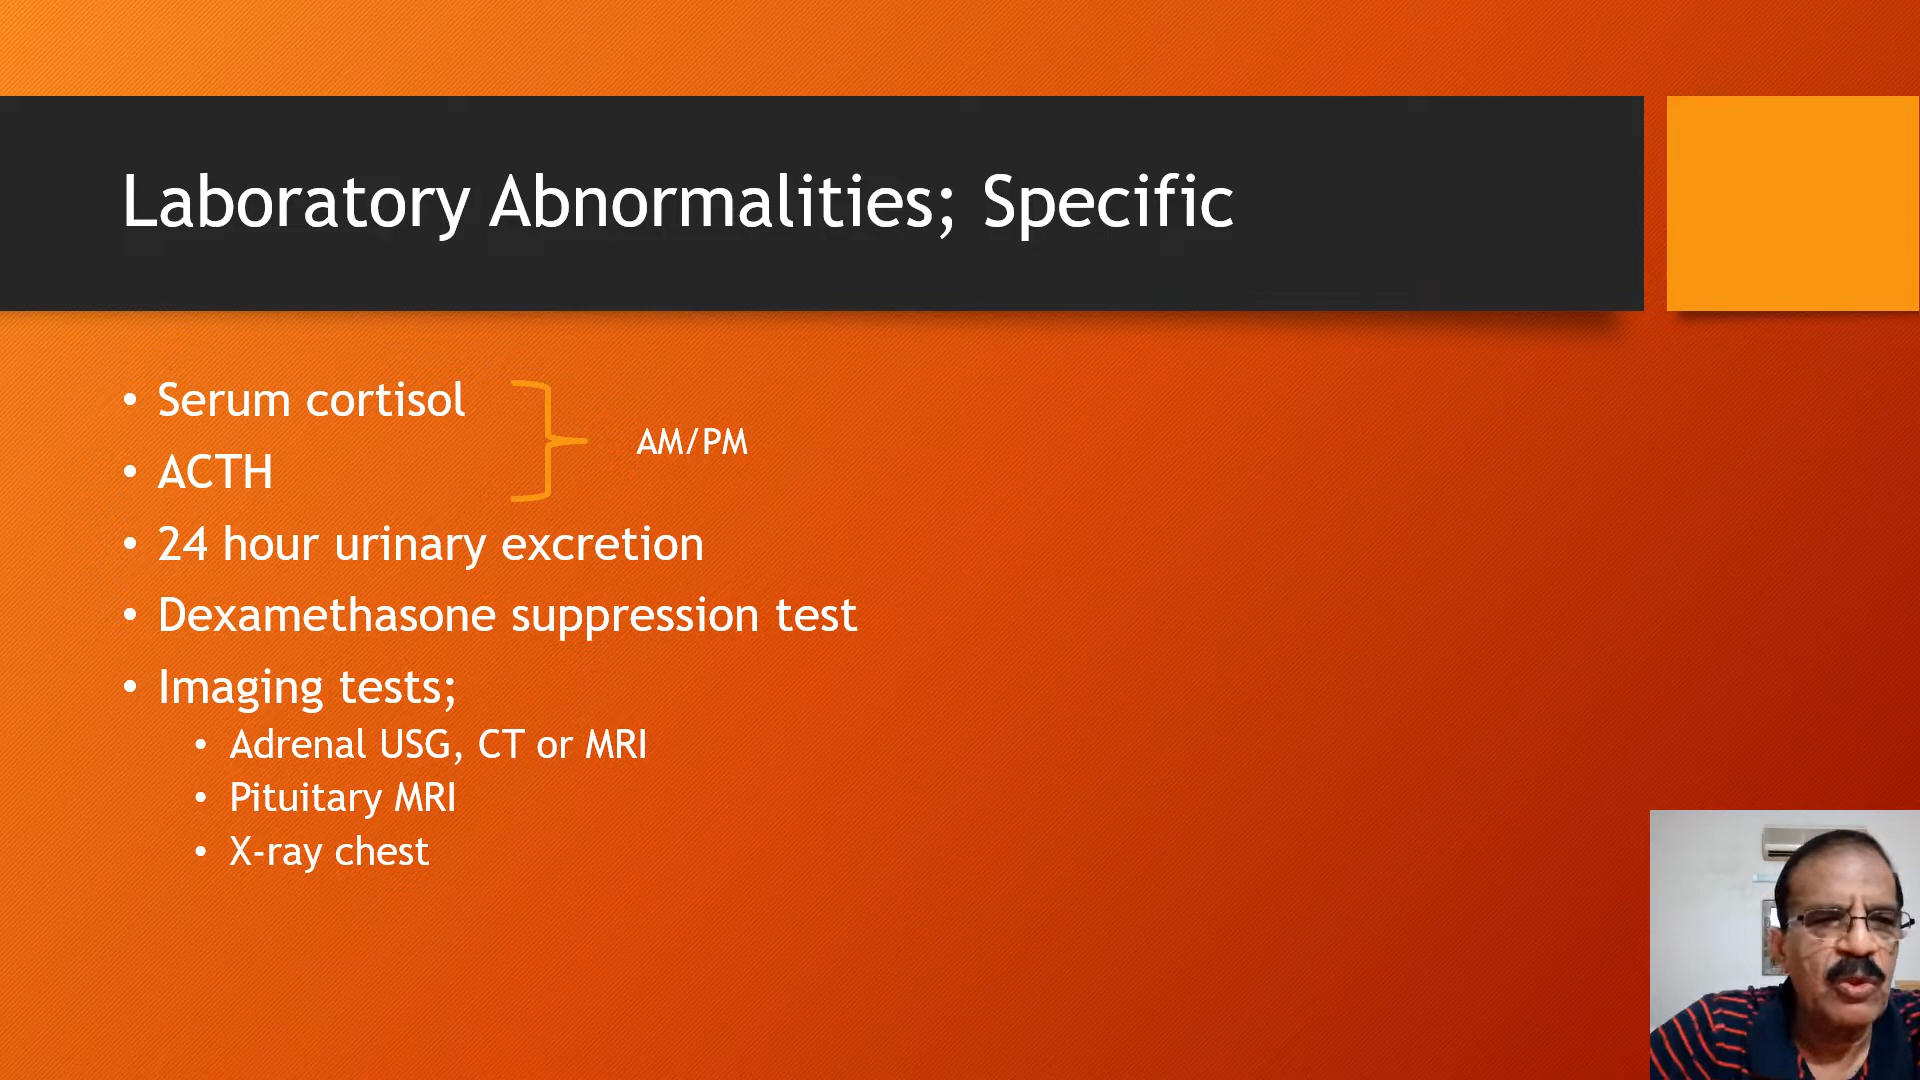 Laboratory Abnormalities; Specific
• Serum cortisol
• ACTH
AM/PM
• 24 hour urinary excretion
• Dexamethasone suppression test
• Imaging tests;
• Adrenal USG, CT or MRI
• Pituitary MRI
• X-ray chest